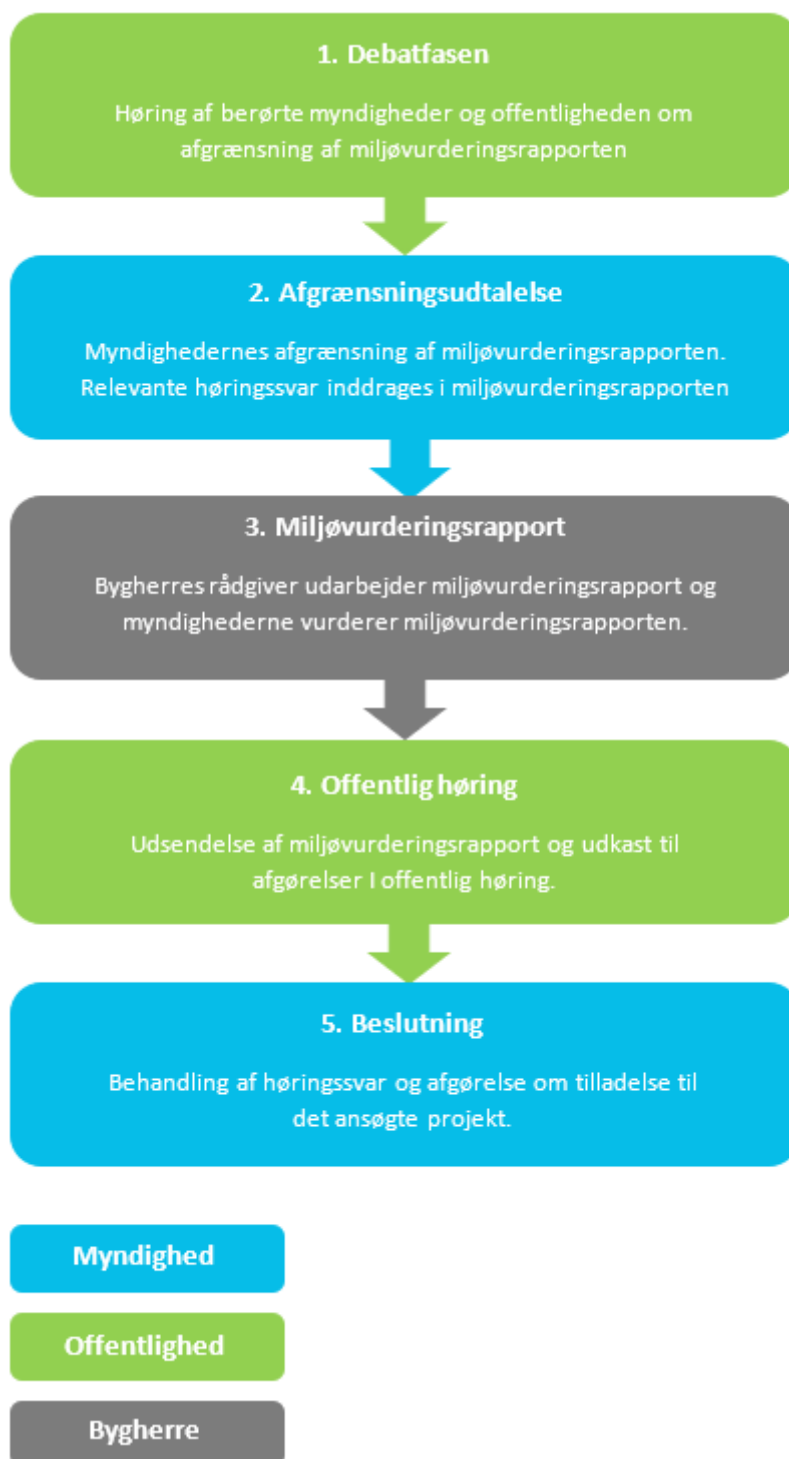 1. Debatfasen
Høring af berørte myndigheder og offentligheden om
afgrænsning af miljøvurderingsrapporten
2. Afgrænsningsudtalelse
Myndighedernes afgrænsning af miljøvurderingsrapporten.
Relevante høringssvar inddrages i miljøvurderingsrapporten
3. Miljøvurderingsrapport
Bygherres rådgiver udarbejder miljøvurderingsrapport og
myndighederne vurderer miljøvurderingsrapporten.
4. Offentlig høring
Udsendelse af miljøvurderingsrapport og udkast til
afgørelser I offentlig høring.
5. Beslutning
Behandling af høringssvar og afgørelse om tilladelse til
det ansøgte projekt.
Myndighed
Offentlighed
Bygherre